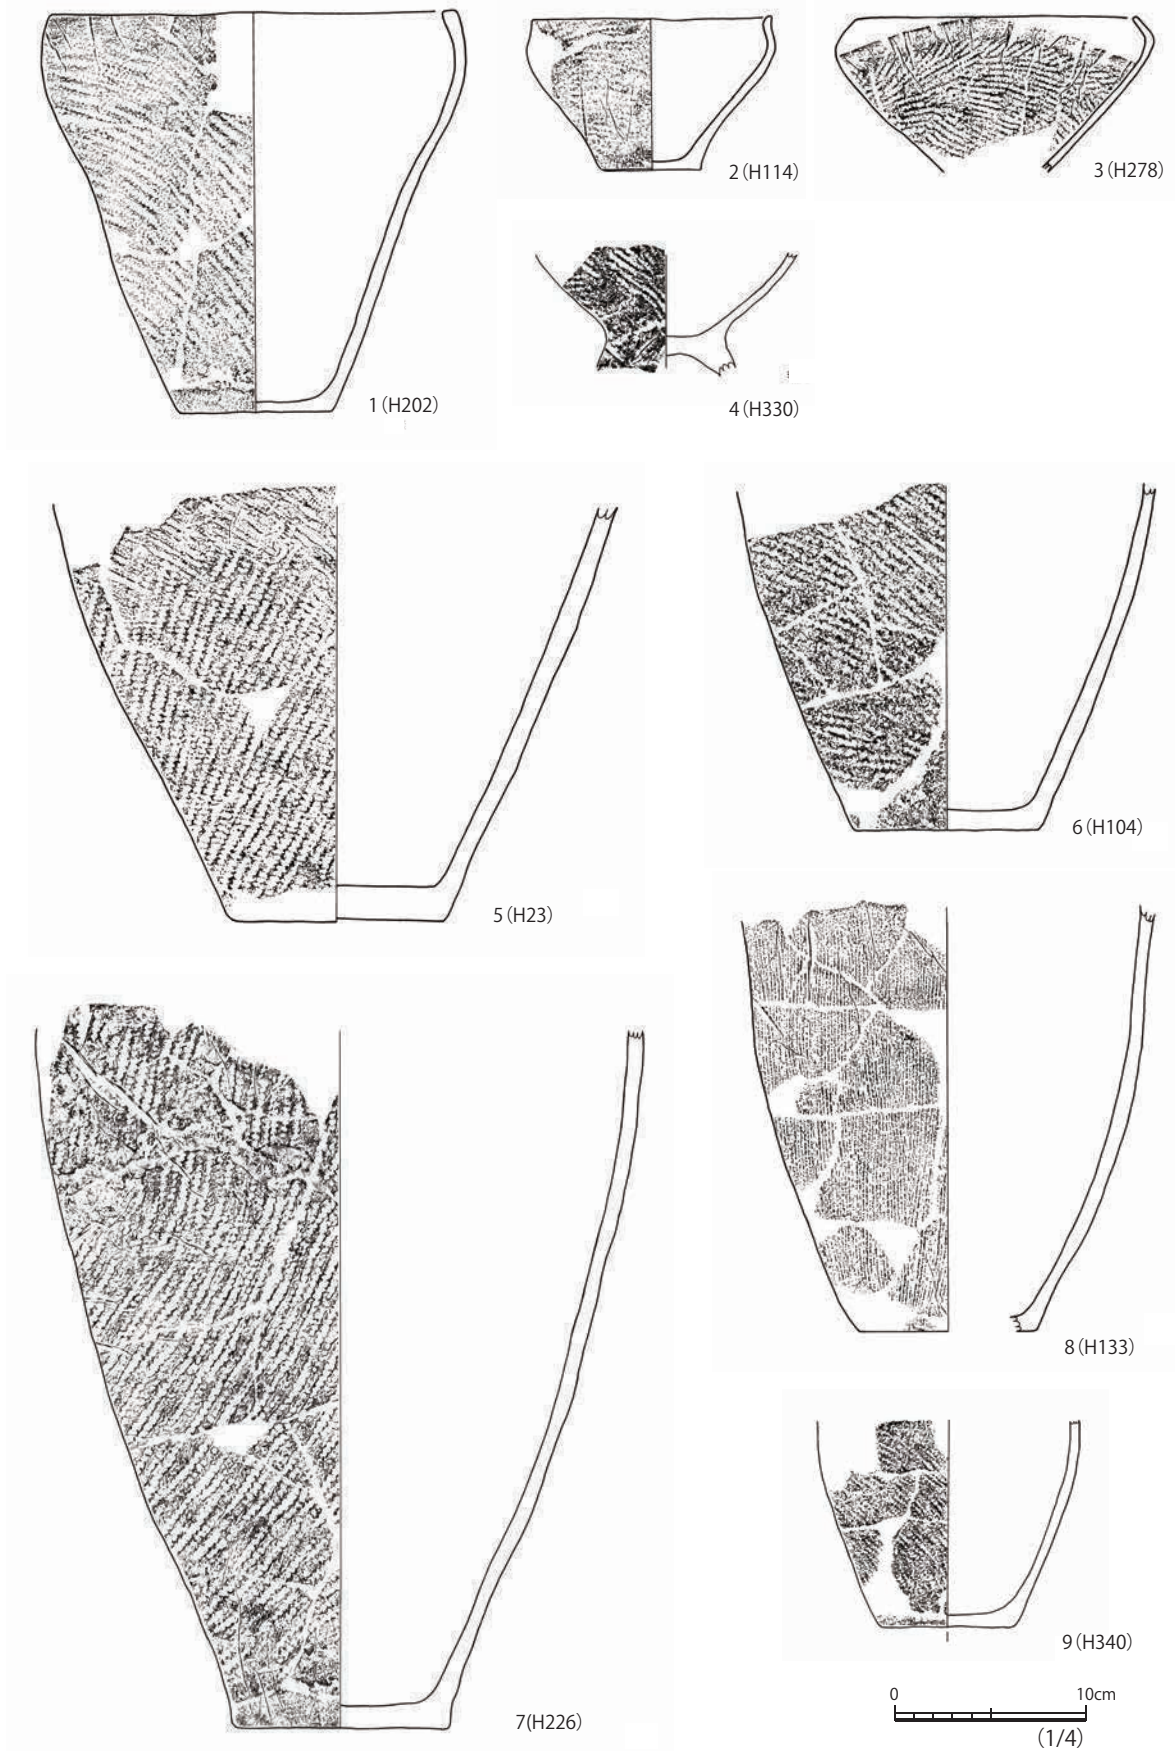 1（H202）
2（H114）
3（H278）
4（H330）
5（H23）
6（H104）
7(H226)
8（H133）
9（H340）
0 10cm
(1/4)